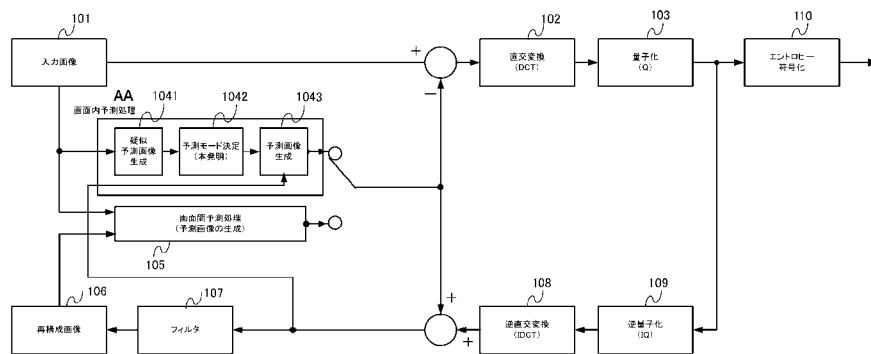 101
入力画像
+
−
102
直交変換
(DCT)
103
量子化
(Q)
110
エントロピー
符号化
AA
画面内予測処理
1041
疑似
予測画像
生成
1042
予測モード決定
(本発明)
1043
予測画像
生成
画面間予測処理
(予測画像の生成)
105
106
再構成画像
107
フィルタ
+
+
108
逆直交変換
(IDCT)
109
逆量子化
(IQ)